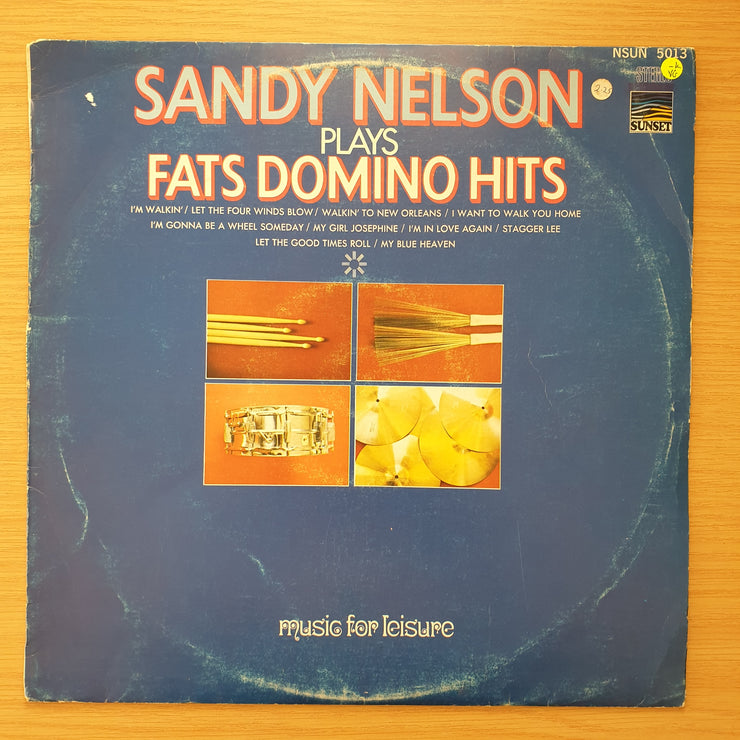 NSUN 5013
STEREO
SUNSET
SANDY NELSON
PLAYS
FATS DOMINO HITS
I'M WALKIN' / LET THE FOUR WINDS BLOW / WALKIN' TO NEW ORLEANS / I WANT TO WALK YOU HOME
I'M GONNA BE A WHEEL SOMEDAY / MY GIRL JOSEPHINE / I'M IN LOVE AGAIN / STAGGER LEE
LET THE GOOD TIMES ROLL / MY BLUE HEAVEN
music for leisure